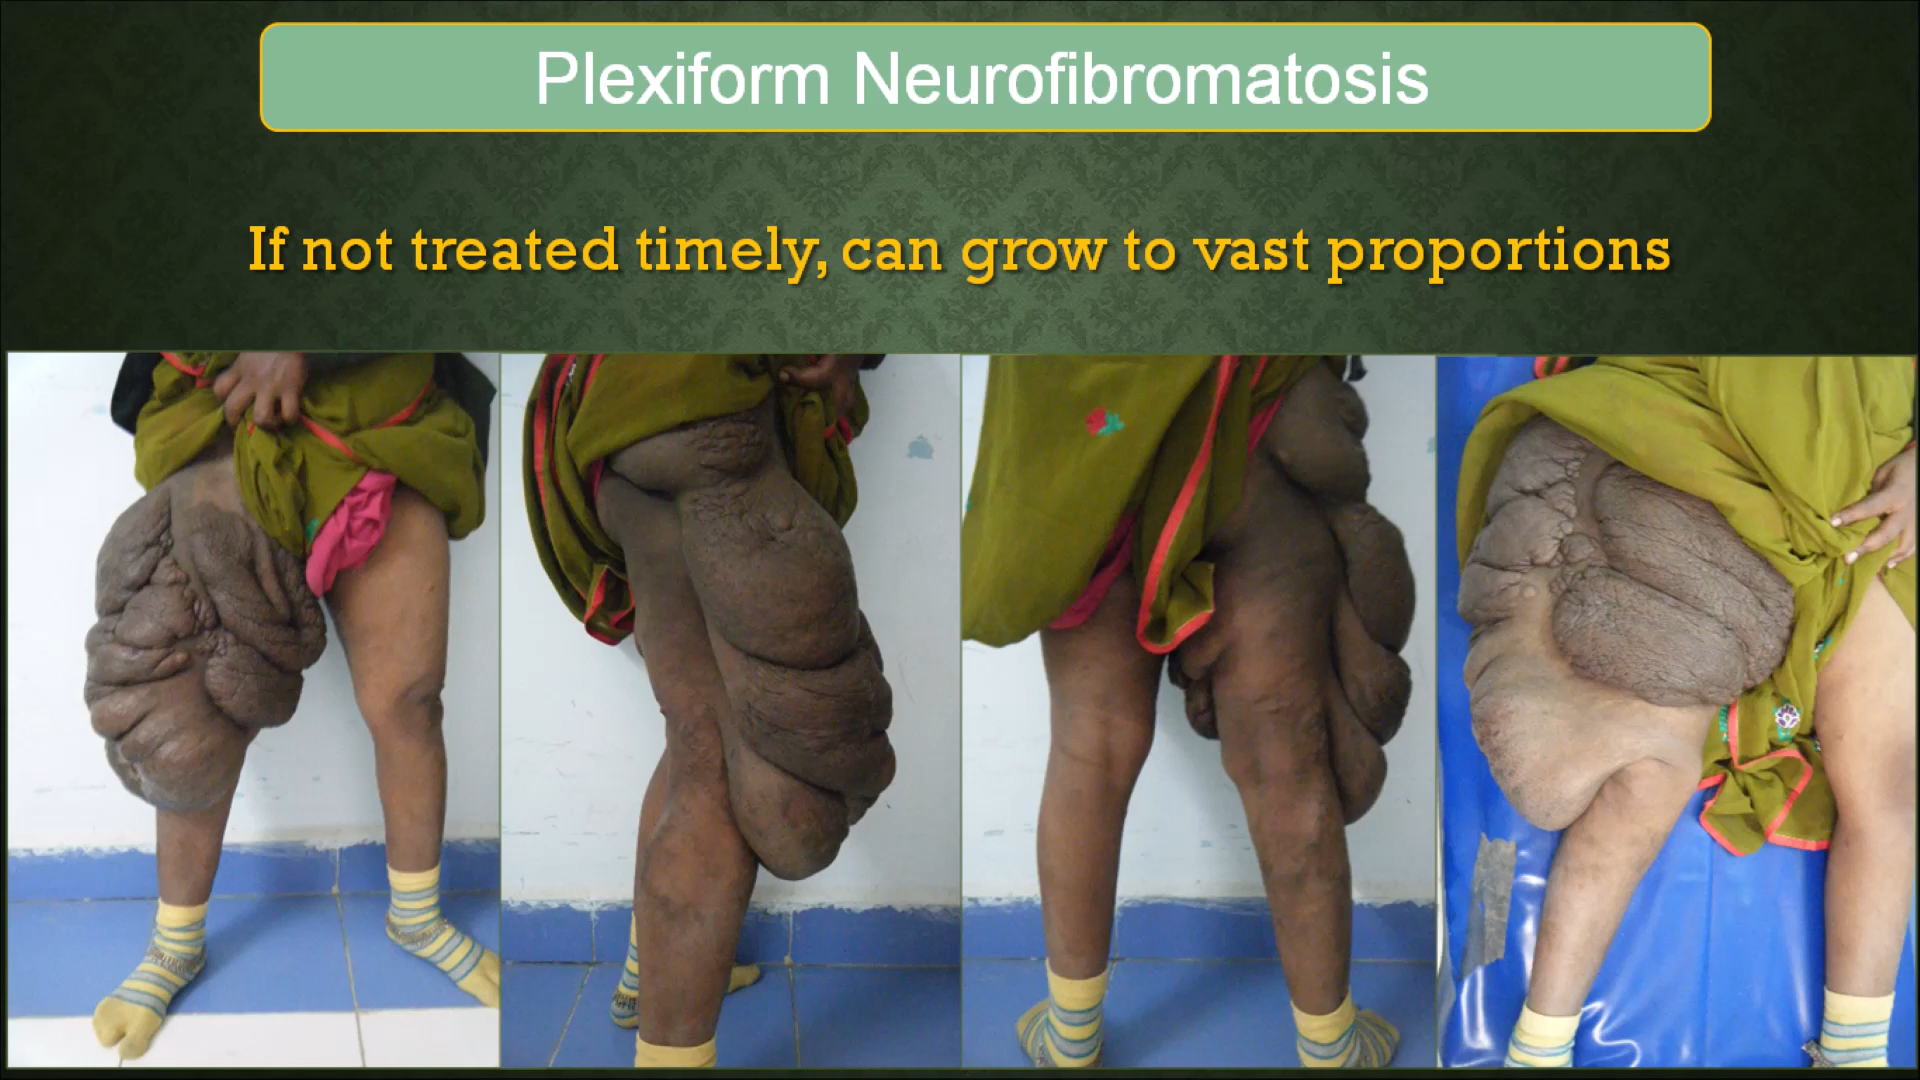 Plexiform Neurofibromatosis
If not treated timely, can grow to vast proportions